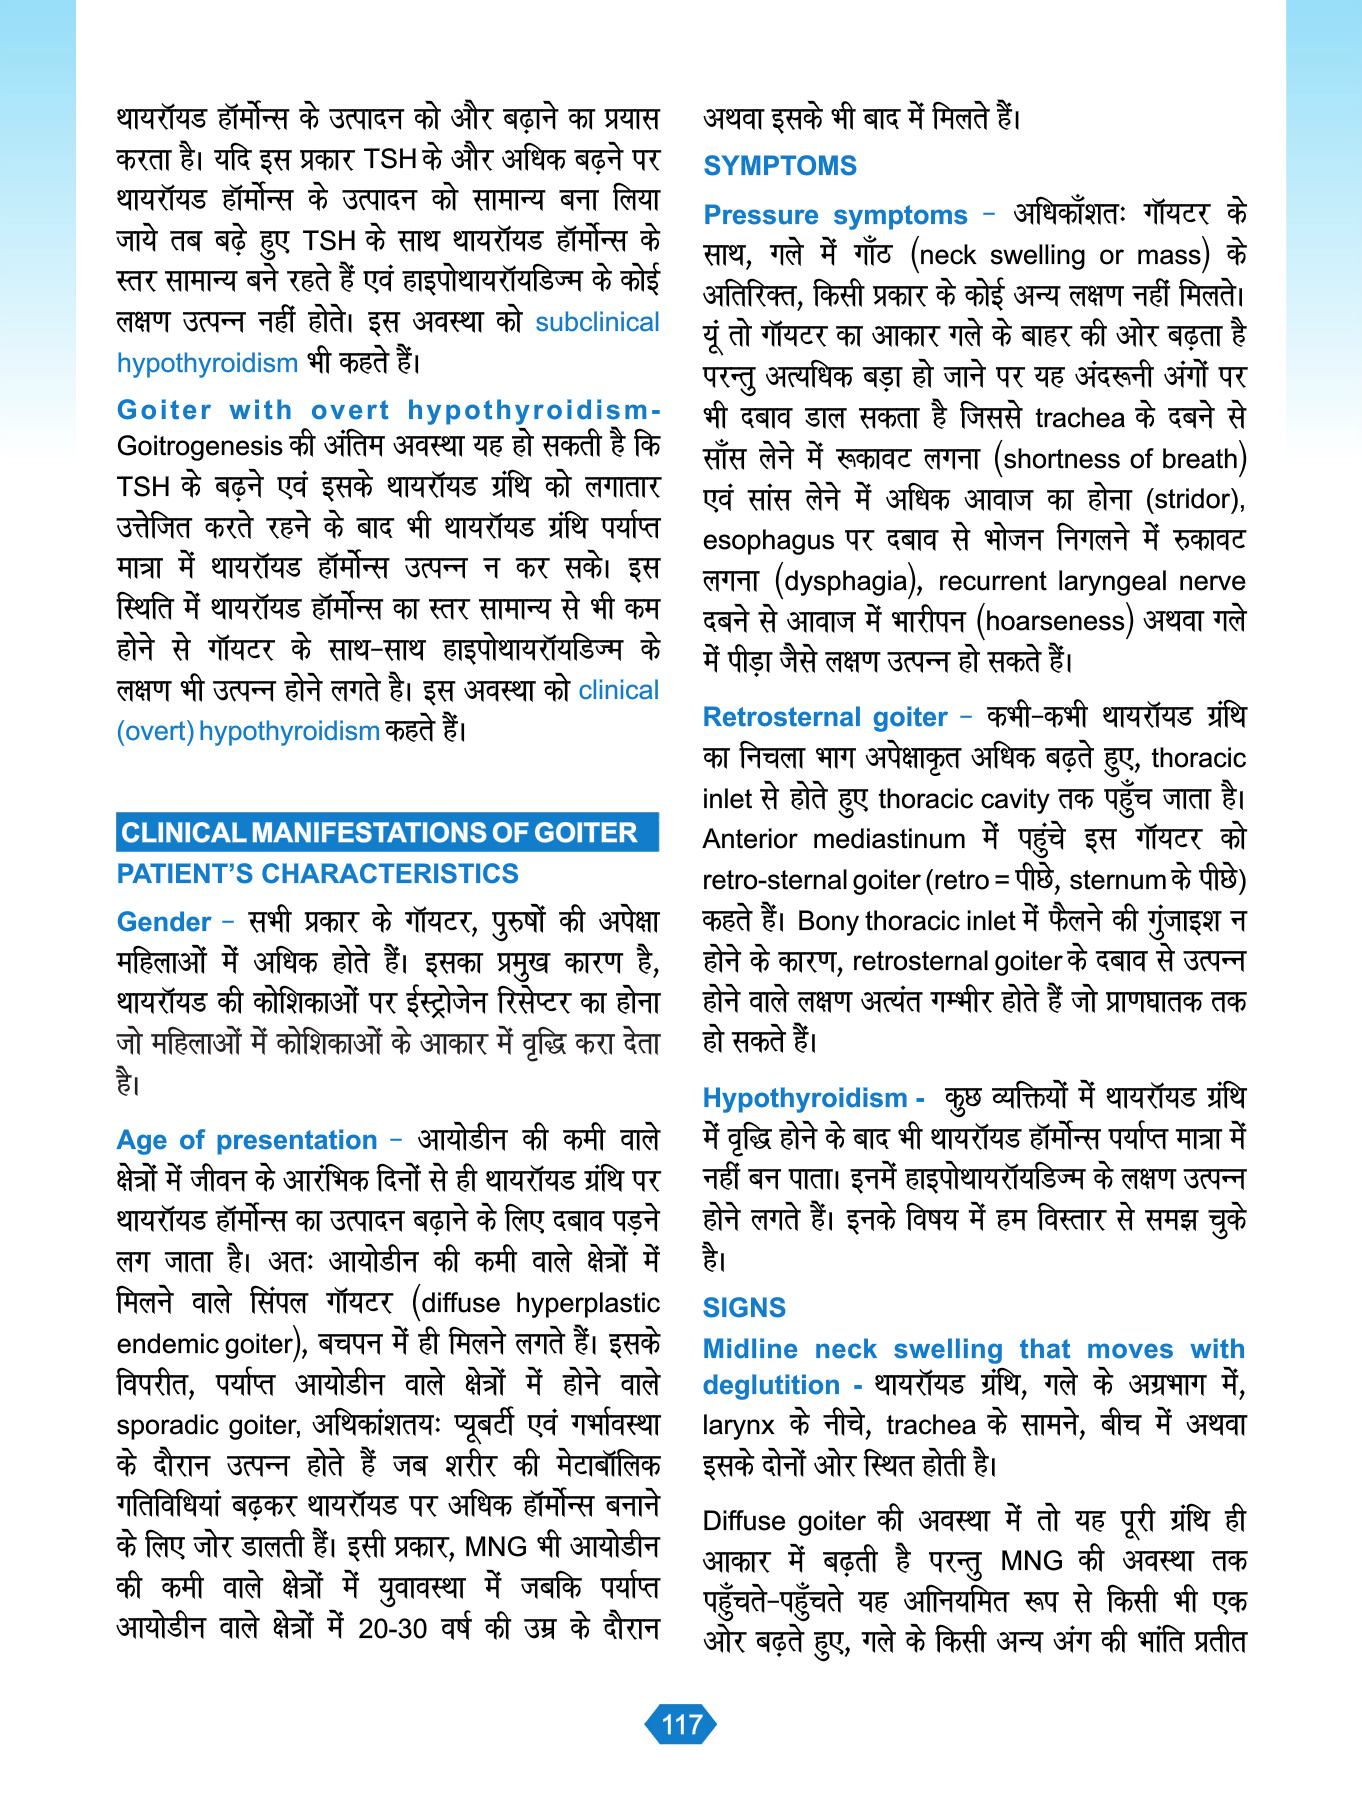 थायरॉयड हॉर्मोन्स के उत्पादन को और बढ़ाने का प्रयास
करता है। यदि इस प्रकार TSH के और अधिक बढ़ने पर
थायरॉयड हॉर्मोन्स के उत्पादन को सामान्य बना लिया
जाये तब बढ़े हुए TSH के साथ थायरॉयड हॉर्मोन्स के
स्तर सामान्य बने रहते हैं एवं हाइपोथायरॉयडिज्म के कोई
लक्षण उत्पन्न नहीं होते। इस अवस्था को subclinical
hypothyroidism भी कहते हैं।
Goiter with overt hypothyroidism-
Goitrogenesis की अंतिम अवस्था यह हो सकती है कि
TSH के बढ़ने एवं इसके थायरॉयड ग्रंथि को लगातार
उत्तेजित करते रहने के बाद भी थायरॉयड ग्रंथि पर्याप्त
मात्रा में थायरॉयड हॉर्मोन्स उत्पन्न न कर सके। इस
स्थिति में थायरॉयड हॉर्मोन्स का स्तर सामान्य से भी कम
होने से गॉयटर के साथ-साथ हाइपोथायरॉयडिज्म के
लक्षण भी उत्पन्न होने लगते है। इस अवस्था को clinical
(overt) hypothyroidism कहते हैं।
CLINICAL MANIFESTATIONS OF GOITER
PATIENT'S CHARACTERISTICS
Gender – सभी प्रकार के गॉयटर, पुरुषों की अपेक्षा
महिलाओं में अधिक होते हैं। इसका प्रमुख कारण है,
थायरॉयड की कोशिकाओं पर ईस्ट्रोजेन रिसेप्टर का होना
जो महिलाओं में कोशिकाओं के आकार में वृद्धि करा देता
है।
Age of presentation – आयोडीन की कमी वाले
क्षेत्रों में जीवन के आरंभिक दिनों से ही थायरॉयड ग्रंथि पर
थायरॉयड हॉर्मोन्स का उत्पादन बढ़ाने के लिए दबाव पड़ने
लग जाता है। अतः आयोडीन की कमी वाले क्षेत्रों में
मिलने वाले सिंपल गॉयटर (diffuse hyperplastic
endemic goiter), बचपन में ही मिलने लगते हैं। इसके
विपरीत, पर्याप्त आयोडीन वाले क्षेत्रों में होने वाले
sporadic goiter, अधिकांशतयः प्यूबर्टी एवं गर्भावस्था
के दौरान उत्पन्न होते हैं जब शरीर की मेटाबॉलिक
गतिविधियां बढ़कर थायरॉयड पर अधिक हॉर्मोन्स बनाने
के लिए जोर डालती हैं। इसी प्रकार, MNG भी आयोडीन
की कमी वाले क्षेत्रों में युवावस्था में जबकि पर्याप्त
आयोडीन वाले क्षेत्रों में 20-30 वर्ष की उम्र के दौरान
अथवा इसके भी बाद में मिलते हैं।
SYMPTOMS
Pressure symptoms – अधिकाँशतः गॉयटर के
साथ, गले में गाँठ (neck swelling or mass) के
अतिरिक्त, किसी प्रकार के कोई अन्य लक्षण नहीं मिलते।
यूं तो गॉयटर का आकार गले के बाहर की ओर बढ़ता है
परन्तु अत्यधिक बड़ा हो जाने पर यह अंदरूनी अंगों पर
भी दबाव डाल सकता है जिससे trachea के दबने से
साँस लेने में रूकावट लगना (shortness of breath)
एवं सांस लेने में अधिक आवाज का होना (stridor),
esophagus पर दबाव से भोजन निगलने में रुकावट
लगना (dysphagia), recurrent laryngeal nerve
दबने से आवाज में भारीपन (hoarseness) अथवा गले
में पीड़ा जैसे लक्षण उत्पन्न हो सकते हैं।
Retrosternal goiter – कभी-कभी थायरॉयड ग्रंथि
का निचला भाग अपेक्षाकृत अधिक बढ़ते हुए, thoracic
inlet से होते हुए thoracic cavity तक पहुँच जाता है।
Anterior mediastinum में पहुंचे इस गॉयटर को
retro-sternal goiter (retro = पीछे, sternum के पीछे)
कहते हैं। Bony thoracic inlet में फैलने की गुंजाइश न
होने के कारण, retrosternal goiter के दबाव से उत्पन्न
होने वाले लक्षण अत्यंत गम्भीर होते हैं जो प्राणघातक तक
हो सकते हैं।
Hypothyroidism - कुछ व्यक्तियों में थायरॉयड ग्रंथि
में वृद्धि होने के बाद भी थायरॉयड हॉर्मोन्स पर्याप्त मात्रा में
नहीं बन पाता। इनमें हाइपोथायरॉयडिज्म के लक्षण उत्पन्न
होने लगते हैं। इनके विषय में हम विस्तार से समझ चुके
है।
SIGNS
Midline neck swelling that moves with
deglutition - थायरॉयड ग्रंथि, गले के अग्रभाग में,
larynx के नीचे, trachea के सामने, बीच में अथवा
इसके दोनों ओर स्थित होती है।
Diffuse goiter की अवस्था में तो यह पूरी ग्रंथि ही
आकार में बढ़ती है परन्तु MNG की अवस्था तक
पहुँचते-पहुँचते यह आनियमित रूप से किसी भी एक
ओर बढ़ते हुए, गले के किसी अन्य अंग की भांति प्रतीत
117